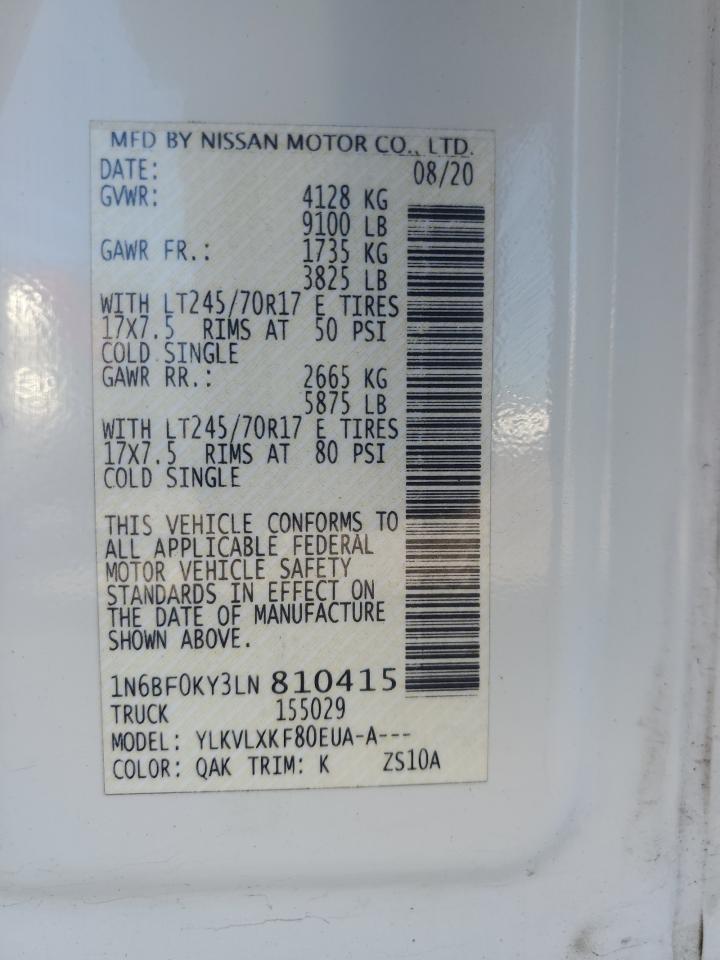 MFD BY NISSAN MOTOR CO., LTD.
DATE: 08/20
GVWR: 4128 KG
9100 LB
GAWR FR.: 1735 KG
3825 LB
WITH LT245/70R17 E TIRES
17X7.5 RIMS AT 50 PSI
COLD SINGLE
GAWR RR.: 2665 KG
5875 LB
WITH LT245/70R17 E TIRES
17X7.5 RIMS AT 80 PSI
COLD SINGLE
THIS VEHICLE CONFORMS TO
ALL APPLICABLE FEDERAL
MOTOR VEHICLE SAFETY
STANDARDS IN EFFECT ON
THE DATE OF MANUFACTURE
SHOWN ABOVE.
1N6BF0KY3LN 810415
TRUCK 155029
MODEL: YLKVLXKF80EUA-A---
COLOR: QAK TRIM: K ZS10A